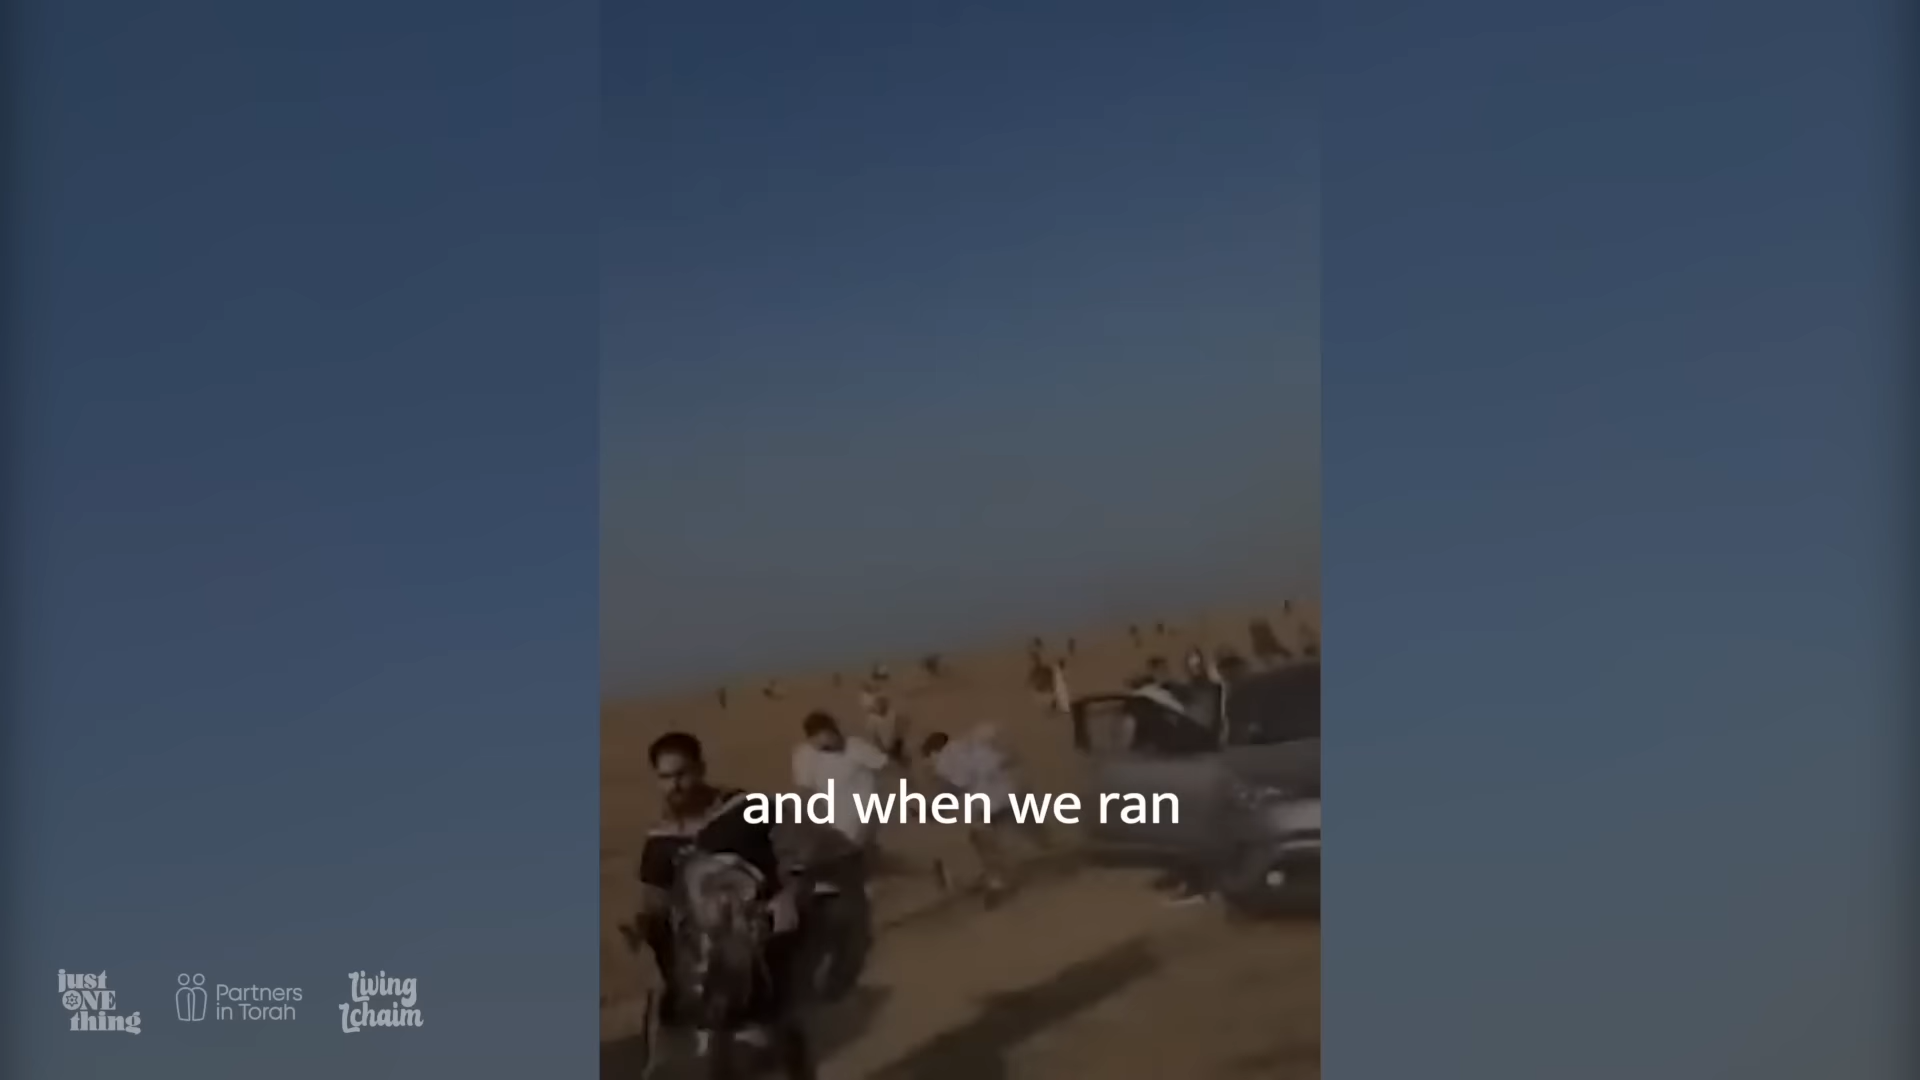 and when we ran
just
ONE
thing
Partners
in Torah
Living
Lchaim